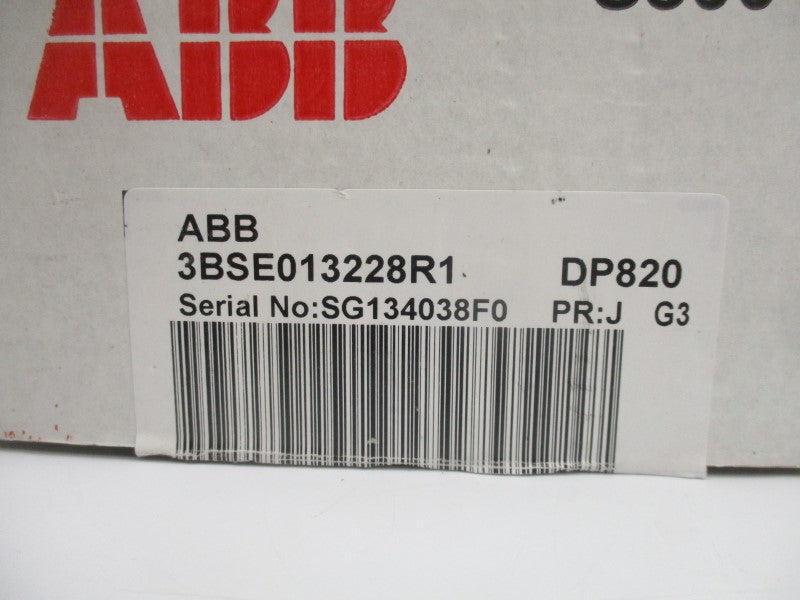 ABB
ABB
3BSE013228R1 DP820
Serial No:SG134038F0 PR:J G3